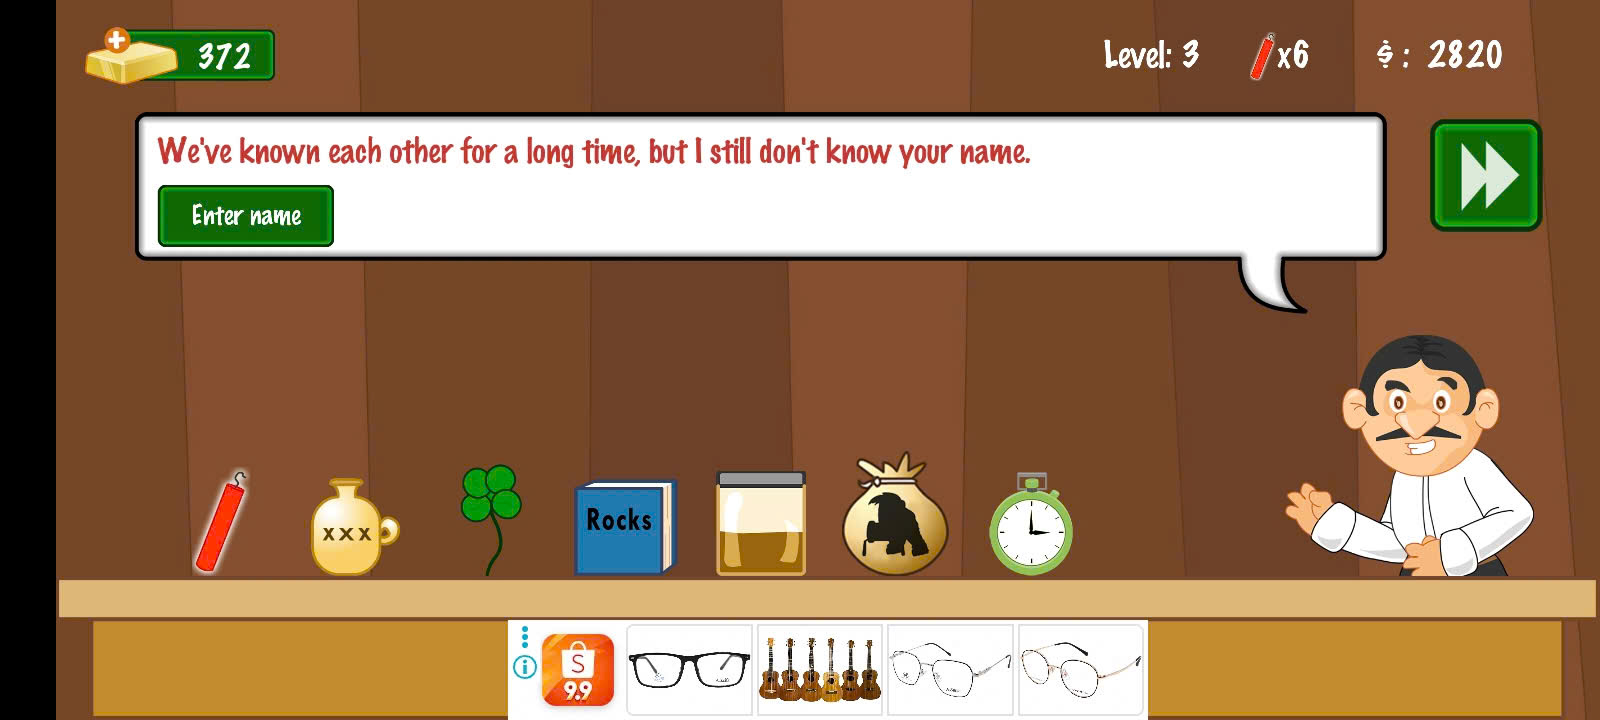 372
Level: 3
x6
$ : 2820
We've known each other for a long time, but I still don't know your name.
Enter name
xxx
Rocks
S
9.9